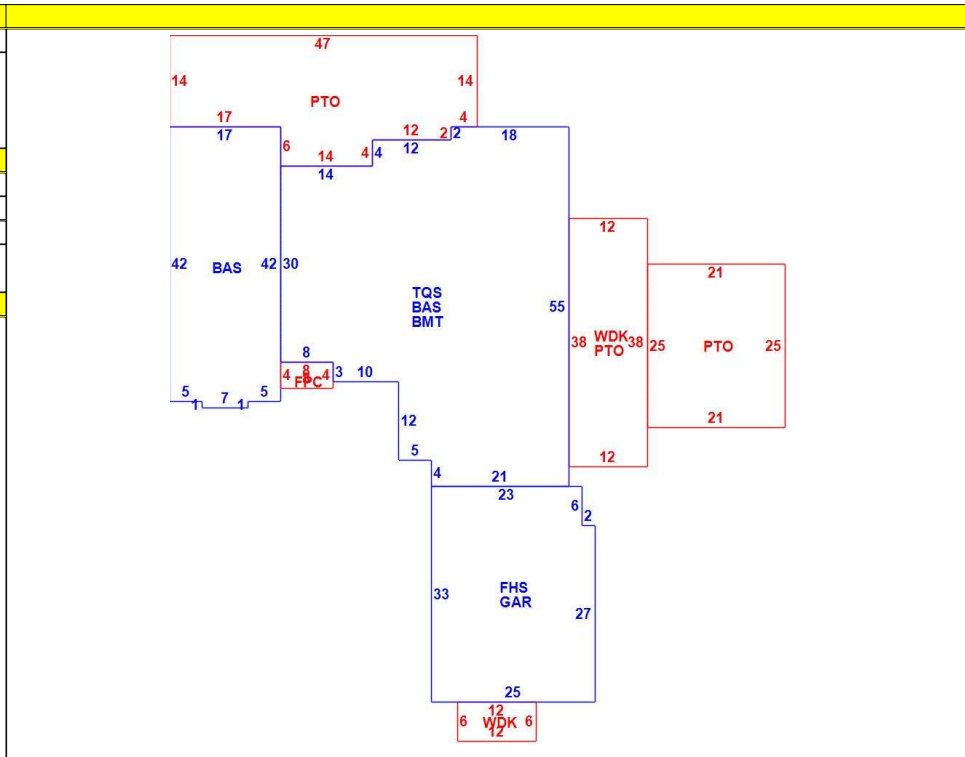 47
14 14
PTO
17 4
17 12 2 2 18
6 4 4 12
14
14
12
42 BAS 42 30
21
TQS
BAS
BMT
55
38 WDK 38 25 PTO 25
PTO
8
8
4 4 3 10
FPC
5 7 5
1 1
12
21
5
12
4 21
23
6
2
FHS
GAR
33
27
25
12
6 WDK 6
12